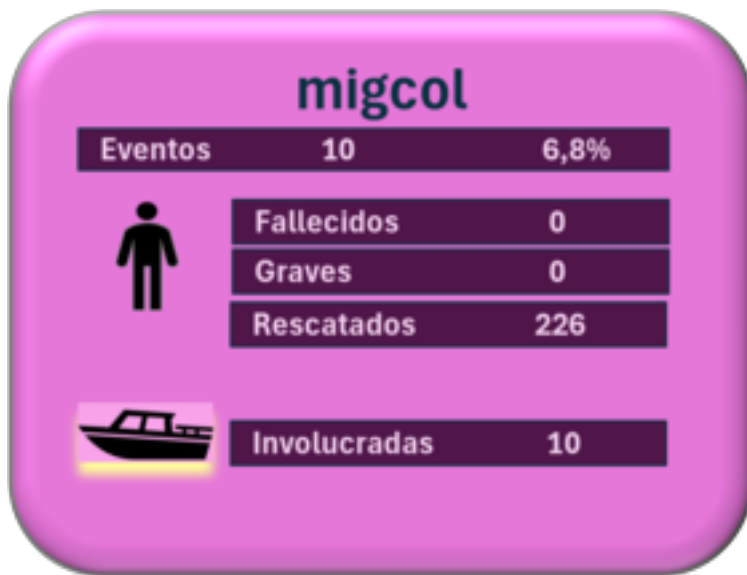 migcol
Eventos 10 6,8%
Fallecidos 0
Graves 0
Rescatados 226
Involucradas 10